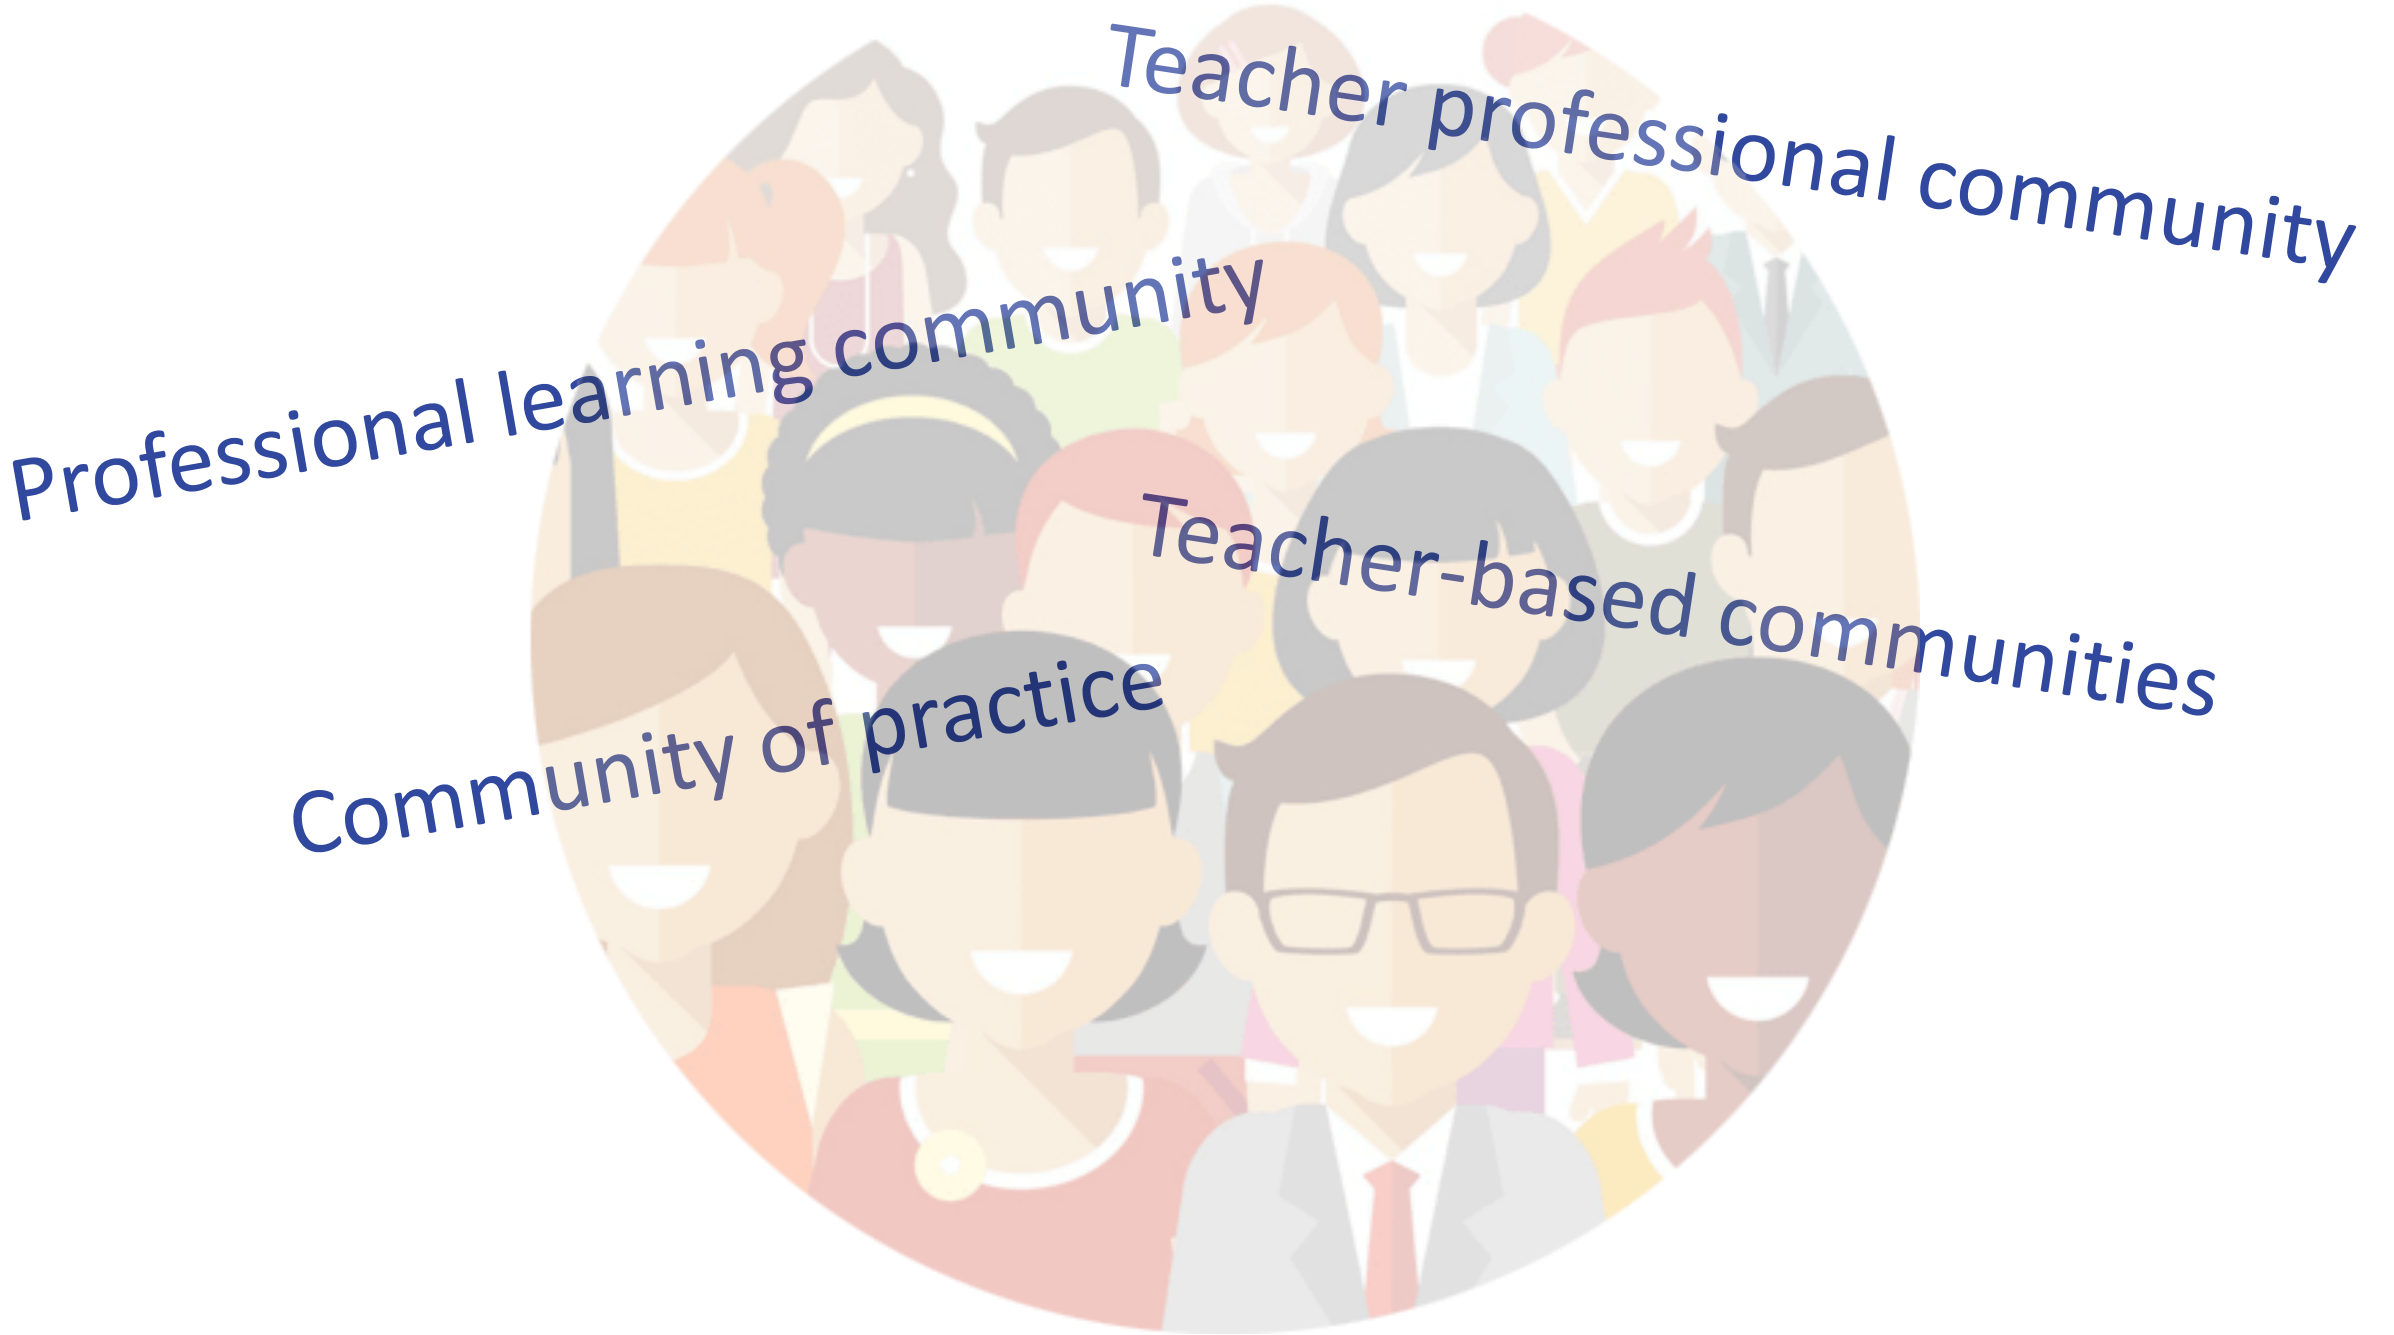 Teacher professional community
Professional learning community
Teacher-based communities
Community of practice